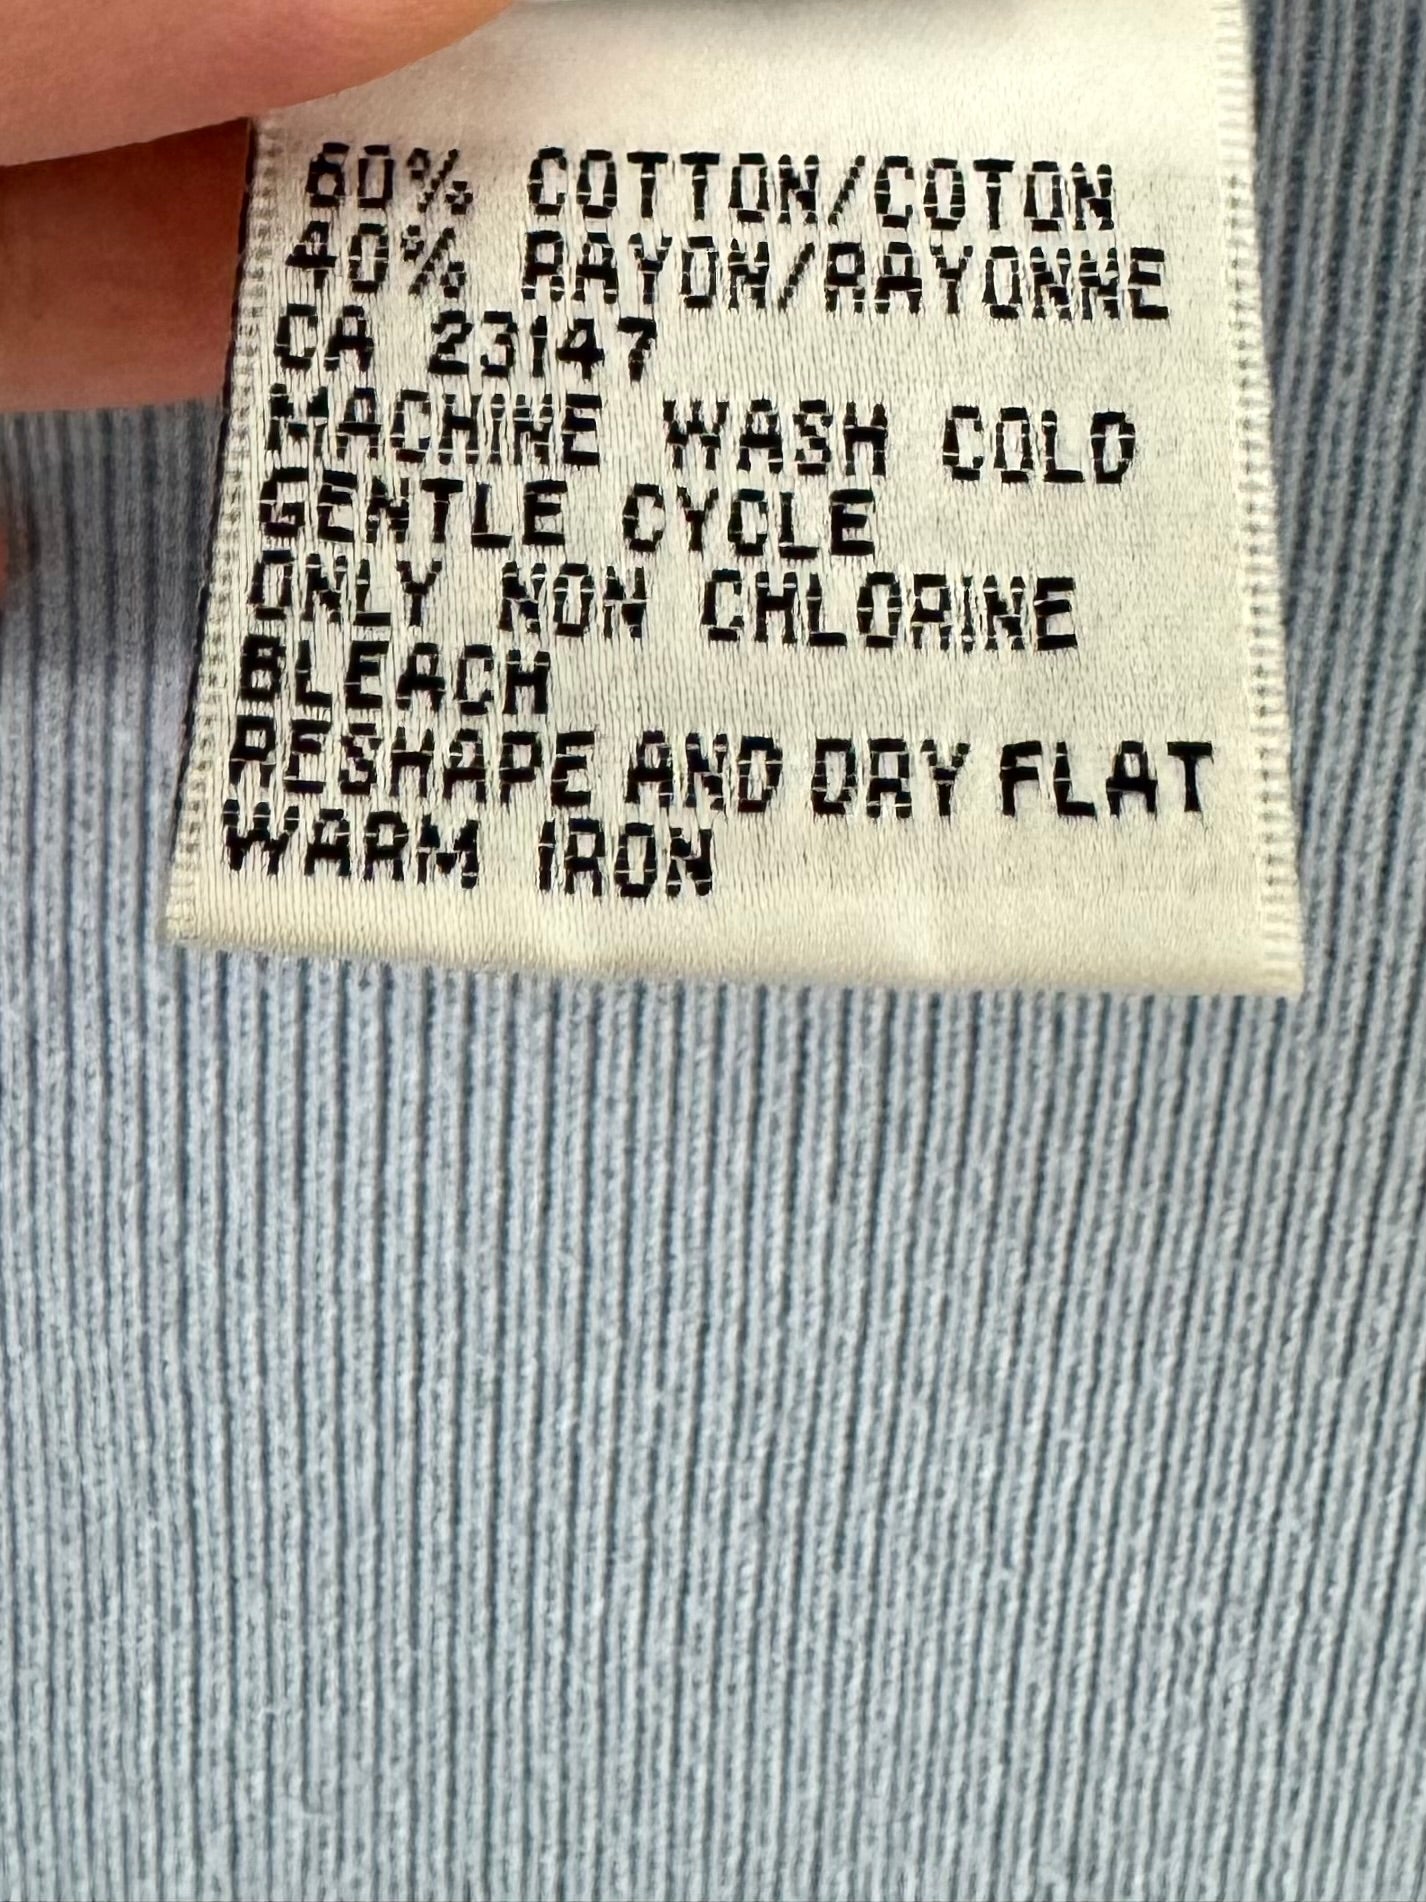 60% COTTON/COTON
40% RAYON/RAYONNE
CA 23147
MACHINE WASH COLD
GENTLE CYCLE
ONLY NON CHLORINE
BLEACH
RESHAPE AND DRY FLAT
WARM IRON